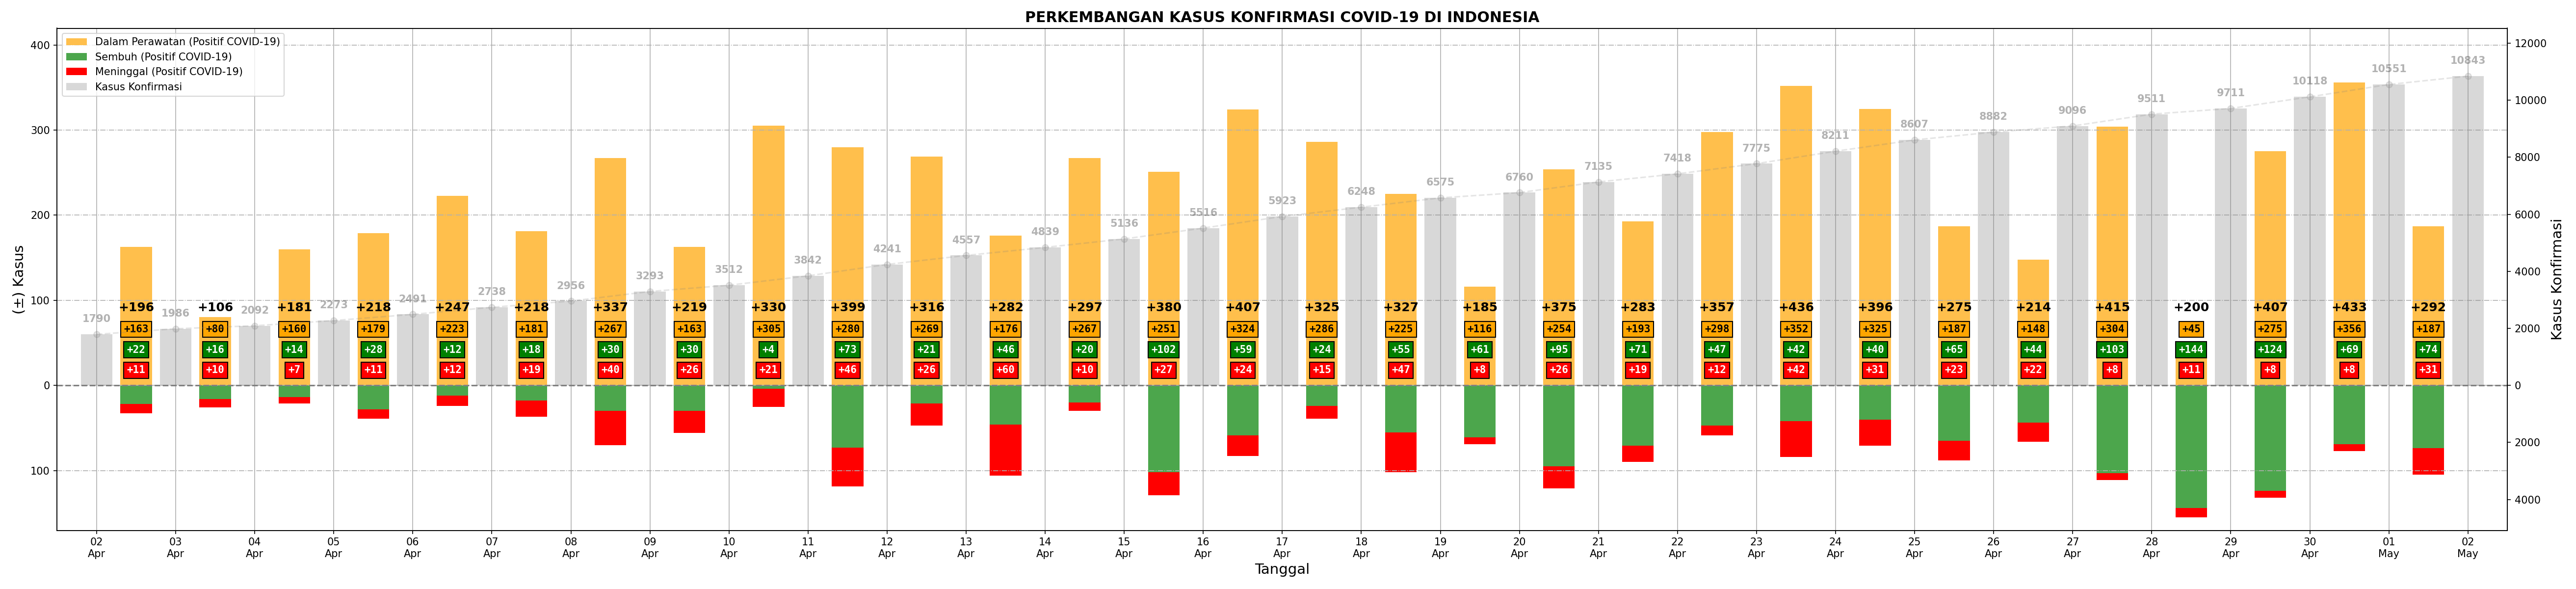 PERKEMBANGAN KASUS KONFIRMASI COVID-19 DI INDONESIA
Dalam Perawatan (Positif COVID-19)
Sembuh (Positif COVID-19)
Meninggal (Positif COVID-19)
Kasus Konfirmasi
(±) Kasus
400
300
200
100
0
100
12000
10000
8000
6000
4000
2000
0
2000
4000
Kasus Konfirmasi
1790 1986 2092 2273 2491 2738 2956 3293 3512 3842 4241 4557 4839 5136 5516 5923 6248 6575 6760 7135 7418 7775 8211 8607 8882 9096 9511 9711 10118 10551 10843
+196 +106 +181 +218 +247 +218 +337 +219 +330 +399 +316 +282 +297 +380 +407 +325 +327 +185 +375 +283 +357 +436 +396 +275 +214 +415 +200 +407 +433 +292
+163 +80 +160 +179 +223 +181 +267 +163 +305 +280 +269 +176 +267 +251 +324 +286 +225 +116 +254 +193 +298 +352 +325 +187 +148 +304 +45 +275 +356 +187
+22 +16 +14 +28 +12 +18 +30 +30 +4 +73 +21 +46 +20 +102 +59 +24 +55 +61 +95 +71 +47 +42 +40 +65 +44 +103 +144 +124 +69 +74
+11 +10 +7 +11 +12 +19 +40 +26 +21 +46 +26 +60 +10 +27 +24 +15 +47 +8 +26 +19 +12 +42 +31 +23 +22 +8 +11 +8 +8 +31
02 03 04 05 06 07 08 09 10 11 12 13 14 15 16 17 18 19 20 21 22 23 24 25 26 27 28 29 30 01 02
Apr Apr Apr Apr Apr Apr Apr Apr Apr Apr Apr Apr Apr Apr Apr Apr Apr Apr Apr Apr Apr Apr Apr Apr Apr Apr Apr Apr Apr May May
Tanggal